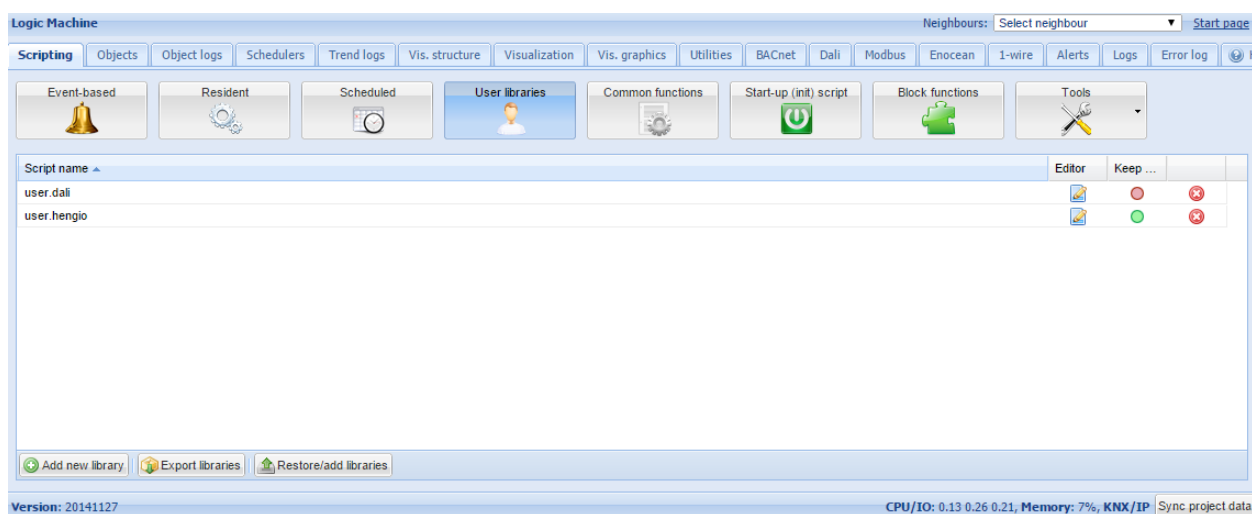 Logic Machine Neighbours: Select neighbour Start page
Scripting Objects Object logs Schedulers Trend logs Vis. structure Visualization Vis. graphics Utilities BACnet Dali Modbus Enocean 1-wire Alerts Logs Error log
Event-based Resident Scheduled User libraries Common functions Start-up (init) script Block functions Tools
Script name Editor Keep ...
user.dali
user.hengio
Add new library Export libraries Restore/add libraries
Version: 20141127 CPU/IO: 0.13 0.26 0.21, Memory: 7%, KNX/IP Sync project data